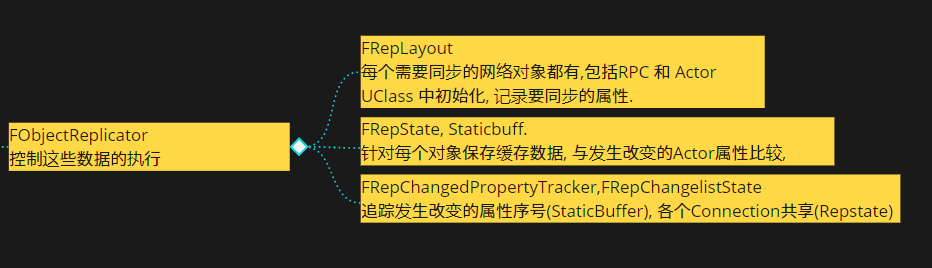 FRepLayout
每个需要同步的网络对象都有,包括RPC 和 Actor
UClass 中初始化, 记录要同步的属性.
FObjectReplicator
控制这些数据的执行
FRepState, Staticbuff.
针对每个对象保存缓存数据, 与发生改变的Actor属性比较,
FRepChangedPropertyTracker,FRepChangelistState
追踪发生改变的属性序号(StaticBuffer), 各个Connection共享(Repstate)